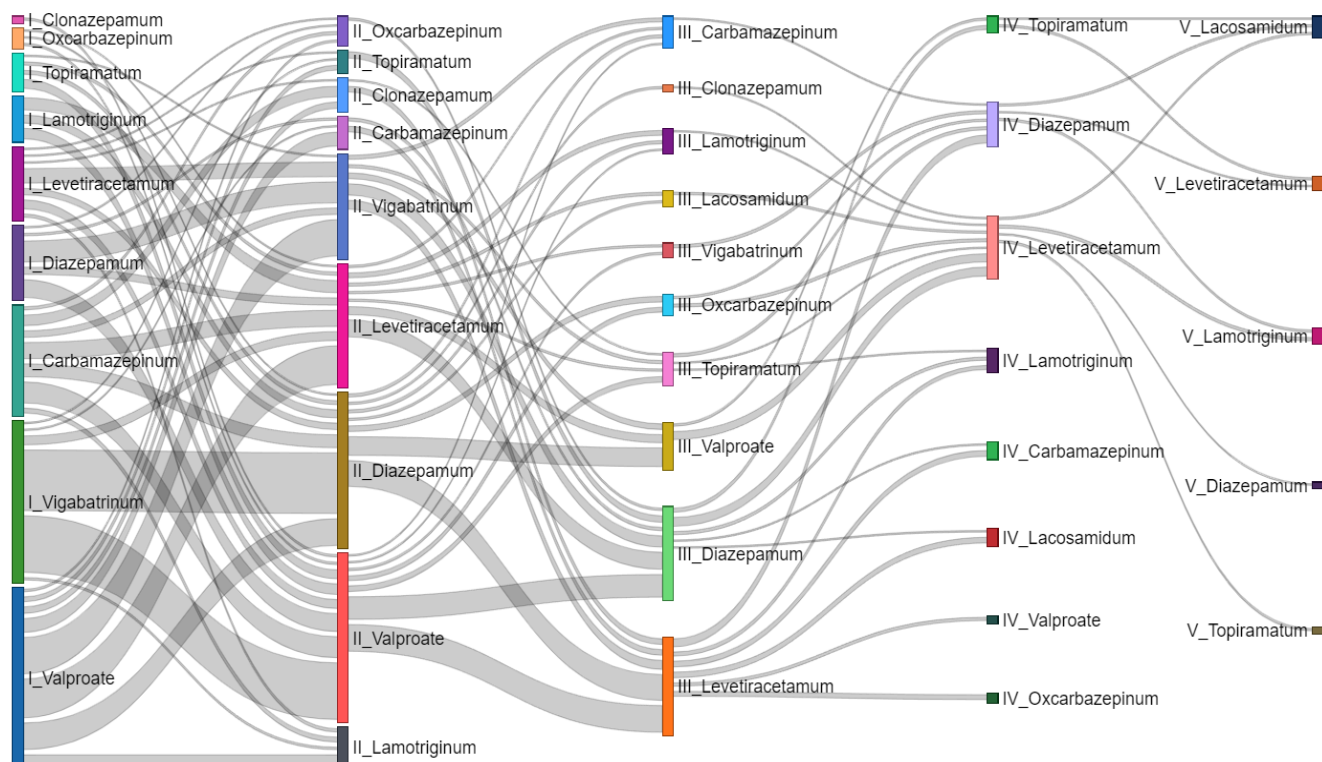 I_Clonazepamum
I_Oxcarbazepinum
I_Topiramatum
I_Lamotriginum
I_Levetiracetamum
I_Diazepamum
I_Carbamazepinum
I_Vigabatrinum
I_Valproate
II_Oxcarbazepinum
II_Topiramatum
II_Clonazepamum
II_Carbamazepinum
II_Vigabatrinum
II_Levetiracetamum
II_Diazepamum
II_Valproate
II_Lamotriginum
III_Carbamazepinum
III_Clonazepamum
III_Lamotriginum
III_Lacosamidum
III_Vigabatrinum
III_Oxcarbazepinum
III_Topiramatum
III_Valproate
III_Diazepamum
III_Levetiracetamum
IV_Topiramatum
IV_Diazepamum
IV_Levetiracetamum
IV_Lamotriginum
IV_Carbamazepinum
IV_Lacosamidum
IV_Valproate
IV_Oxcarbazepinum
V_Lacosamidum
V_Levetiracetamum
V_Lamotriginum
V_Diazepamum
V_Topiramatum